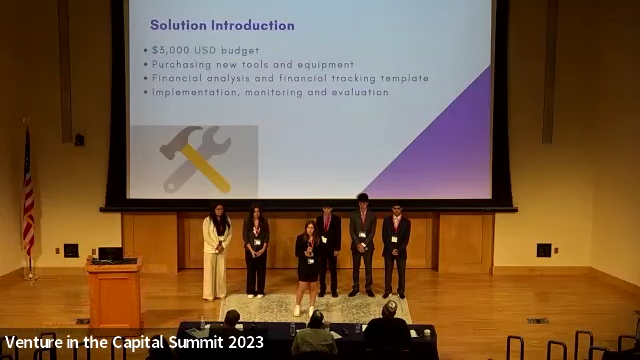 Solution Introduction
• $3,000 USD budget
• Purchasing new tools and equipment
• Financial analysis and financial tracking template
• Implementation, monitoring and evaluation
Venture in the Capital Summit 2023